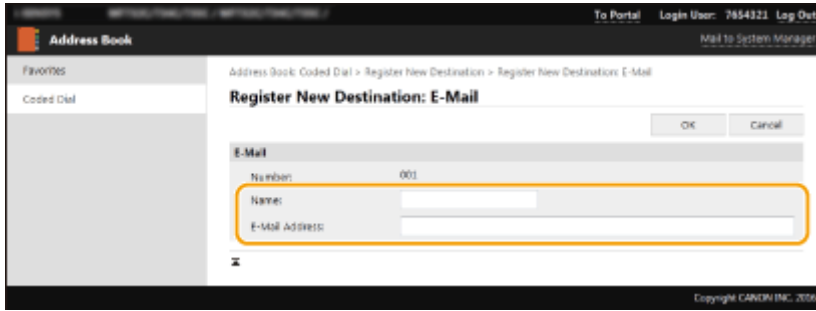 To Portal Login User: 7654321 Log Out
Address Book Mail to System Manager
Favorites
Coded Dial
Address Book: Coded Dial > Register New Destination > Register New Destination: E-Mail
Register New Destination: E-Mail
OK Cancel
E-Mail
Number: 001
Name:
E-Mail Address:
Copyright CANON INC. 2016